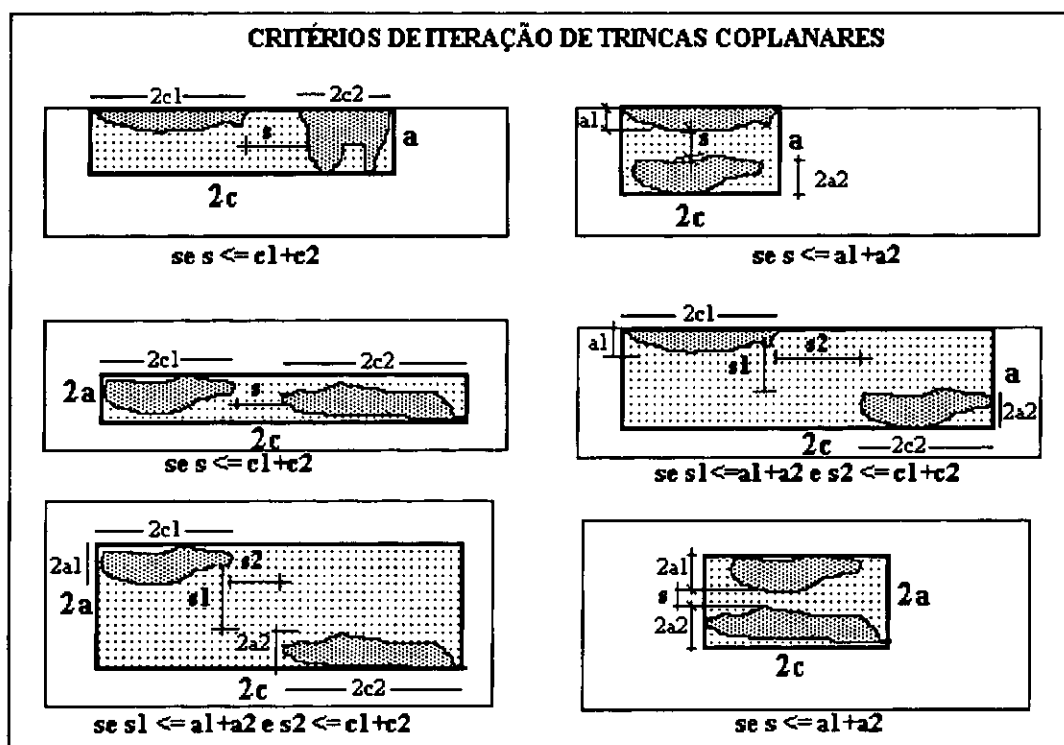 CRITÉRIOS DE ITERAÇÃO DE TRINCAS COPLANARES
2c1
2c2
s
a
2c
se s <= c1+c2
a1
s
a
2a2
2c
se s <= a1+a2
2c1
2c2
2a
s
2c
se s <= c1+c2
2c1
a1
s2
s1
a
2a2
2c
2c2
se s1<=a1+a2 e s2 <= c1+c2
2c1
2a1
s2
2a
s1
2a2
2c
2c2
se s1 <= a1+a2 e s2 <= c1+c2
2a1
s
2a
2a2
2c
se s <= a1+a2